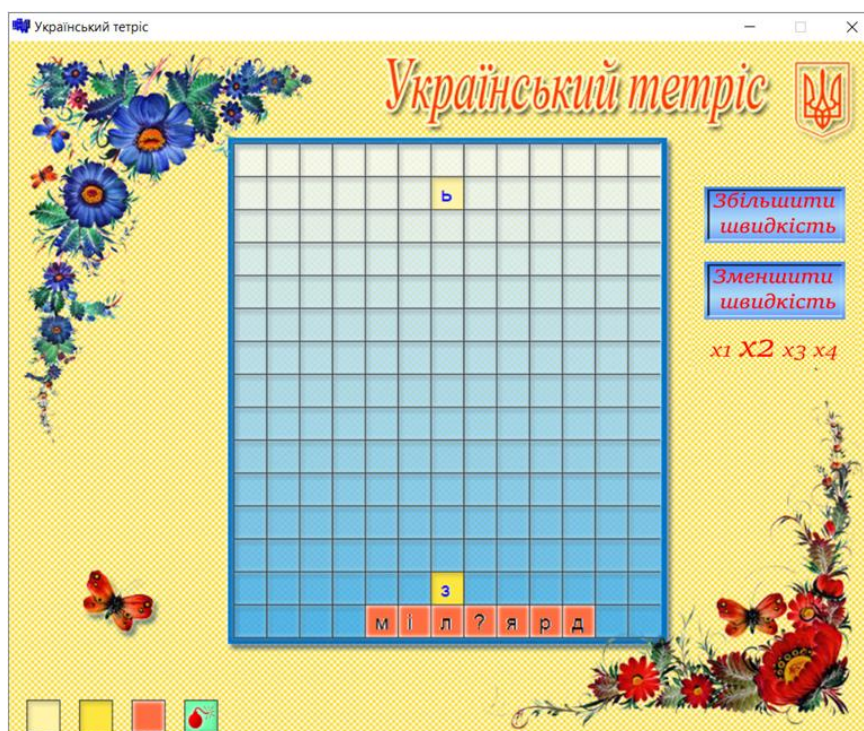 Український тетріс
Український тетріс
ь
Збільшити
швидкість
Зменшити
швидкість
x1 x2 x3 x4
з
м і л ? я р д